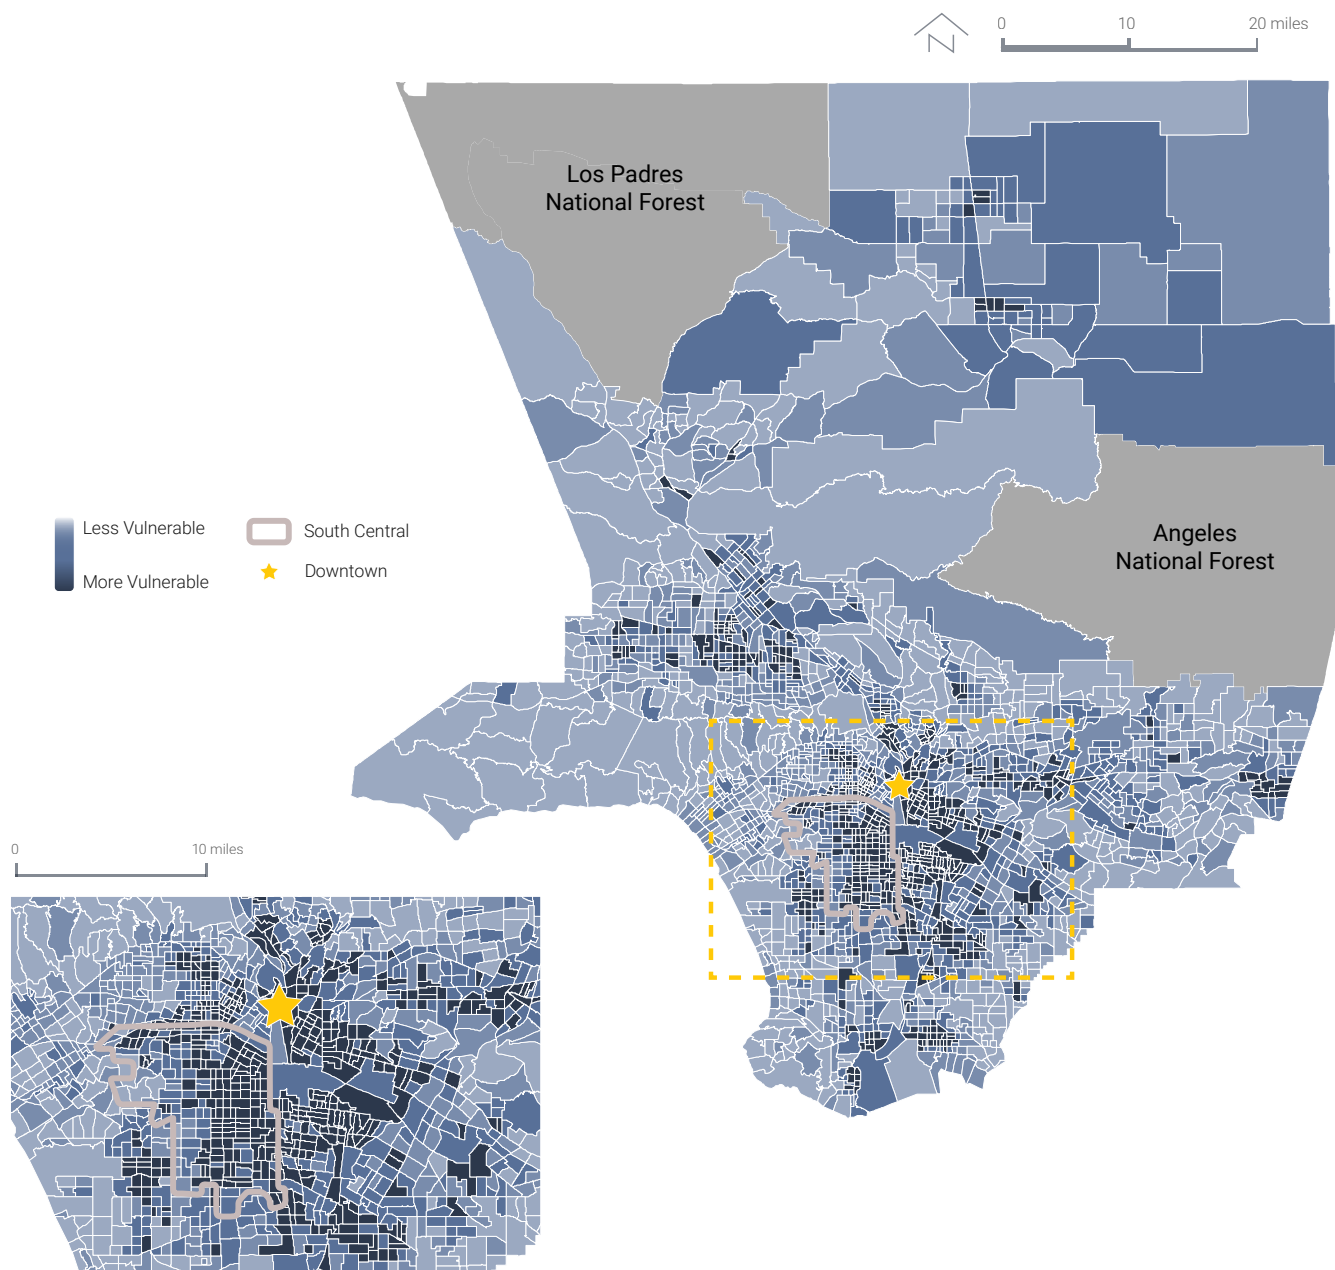 N
0 10 20 miles
Los Padres
National Forest
Angeles
National Forest
Less Vulnerable
More Vulnerable
South Central
Downtown
0 10 miles